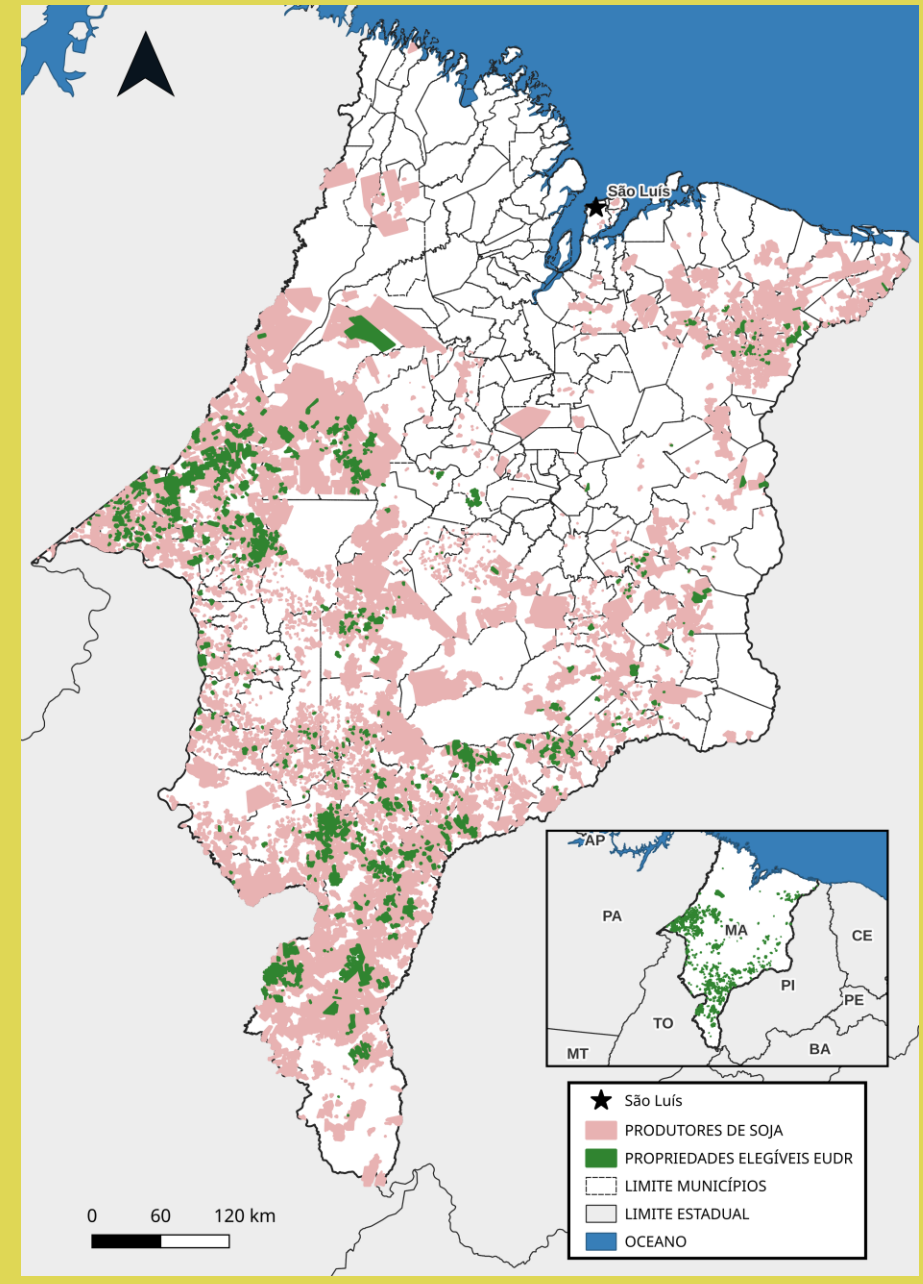 São Luís
AP
PA
MA
CE
PI
PE
TO
BA
MT
São Luís
PRODUTORES DE SOJA
PROPRIEDADES ELEGÍVEIS EUDR
LIMITE MUNICÍPIOS
LIMITE ESTADUAL
OCEANO
0 60 120 km